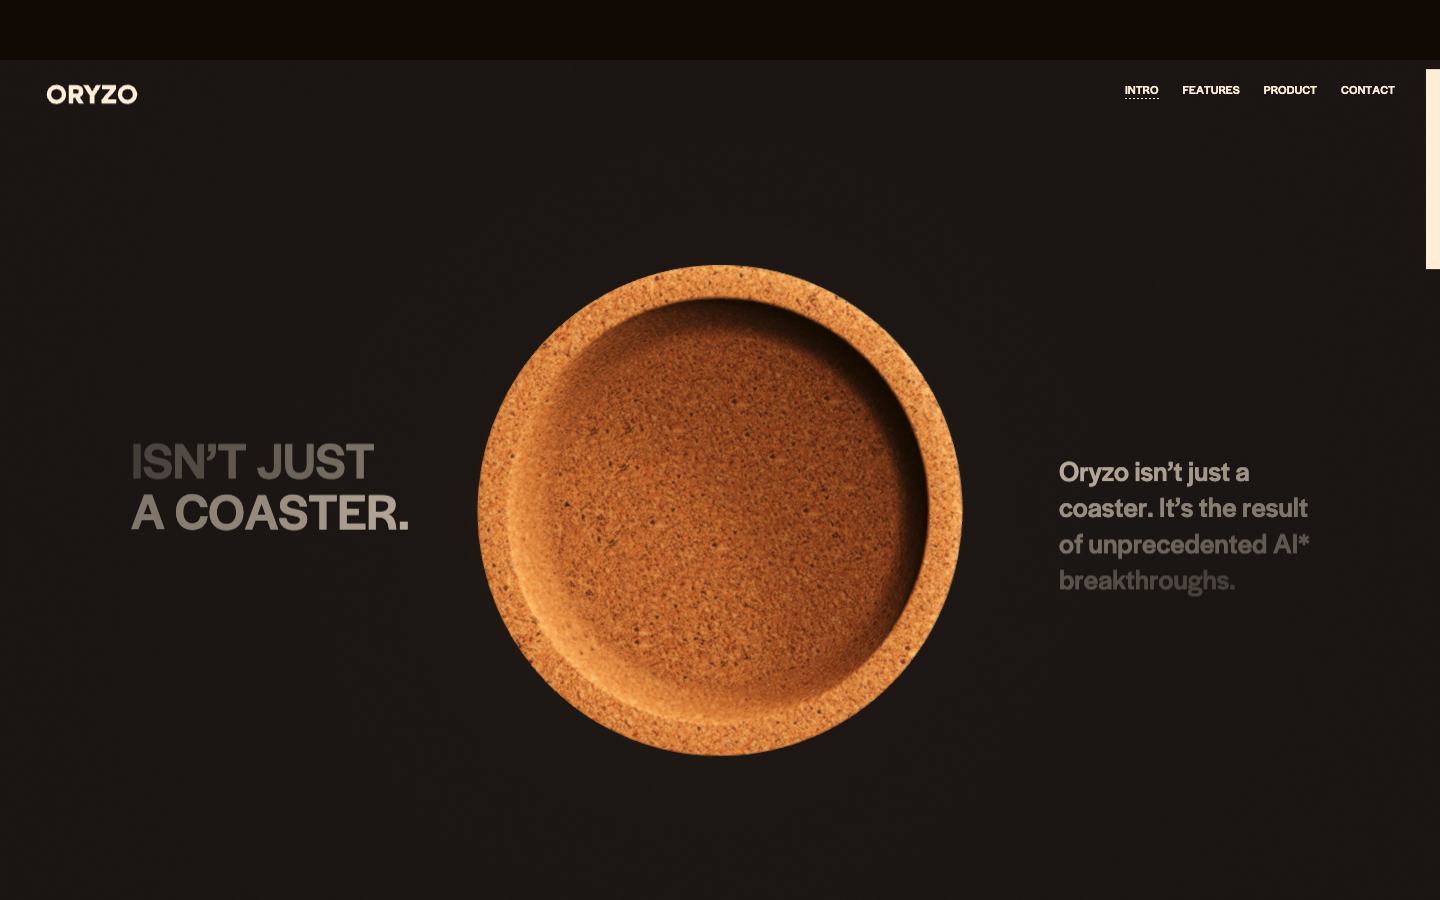 ORYZO
INTRO FEATURES PRODUCT CONTACT
ISN’T JUST
A COASTER.
Oryzo isn’t just a
coaster. It’s the result
of unprecedented AI*
breakthroughs.